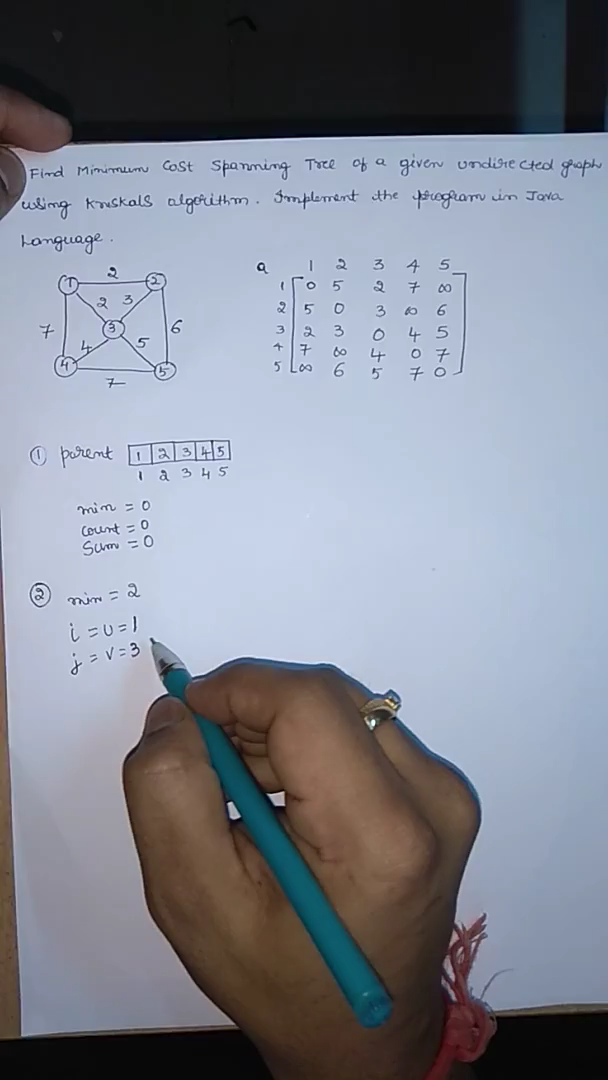 Find Minimum Cost Spanning Tree of a given undirected graph
using Kruskals algorithm. Implement the program in Java
Language.
2
1 2
2 3
3
7 6
4 5
4 5
7
a 1 2 3 4 5
1 0 5 2 7 ∞
2 5 0 3 ∞ 6
3 2 3 0 4 5
4 7 ∞ 4 0 7
5 ∞ 6 5 7 0
① parent 1 2 3 4 5
1 2 3 4 5
min = 0
count = 0
Sum = 0
② min = 2
i = u = 1
j = v = 3